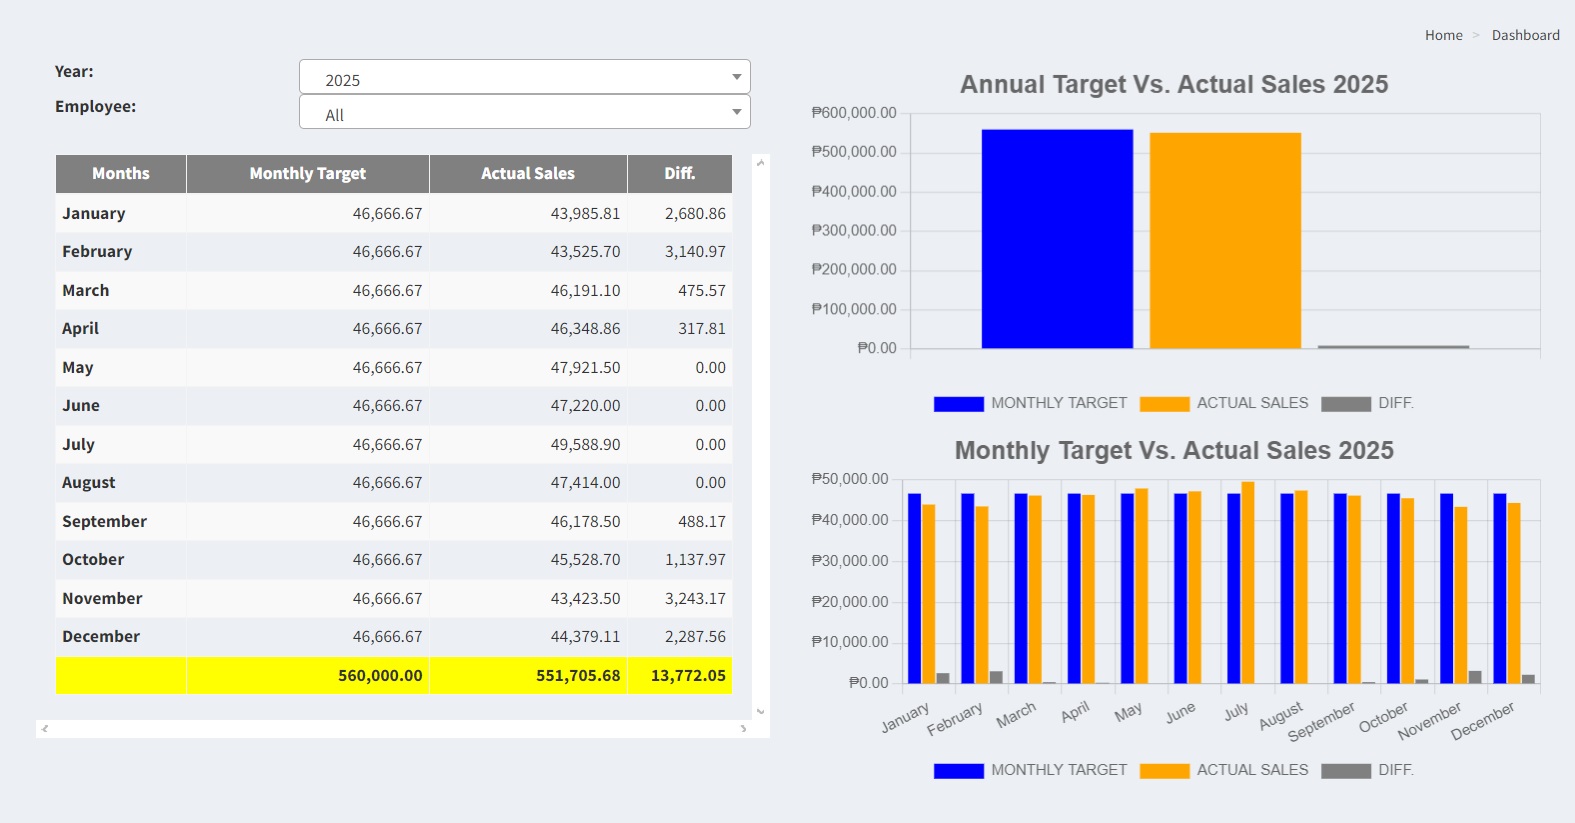 Home > Dashboard
Year: 2025
Employee: All
Months Monthly Target Actual Sales Diff.
January 46,666.67 43,985.81 2,680.86
February 46,666.67 43,525.70 3,140.97
March 46,666.67 46,191.10 475.57
April 46,666.67 46,348.86 317.81
May 46,666.67 47,921.50 0.00
June 46,666.67 47,220.00 0.00
July 46,666.67 49,588.90 0.00
August 46,666.67 47,414.00 0.00
September 46,666.67 46,178.50 488.17
October 46,666.67 45,528.70 1,137.97
November 46,666.67 43,423.50 3,243.17
December 46,666.67 44,379.11 2,287.56
560,000.00 551,705.68 13,772.05
Annual Target Vs. Actual Sales 2025
₱600,000.00
₱500,000.00
₱400,000.00
₱300,000.00
₱200,000.00
₱100,000.00
₱0.00
MONTHLY TARGET ACTUAL SALES DIFF.
Monthly Target Vs. Actual Sales 2025
₱50,000.00
₱40,000.00
₱30,000.00
₱20,000.00
₱10,000.00
₱0.00
January February March April May June July August September October November December
MONTHLY TARGET ACTUAL SALES DIFF.